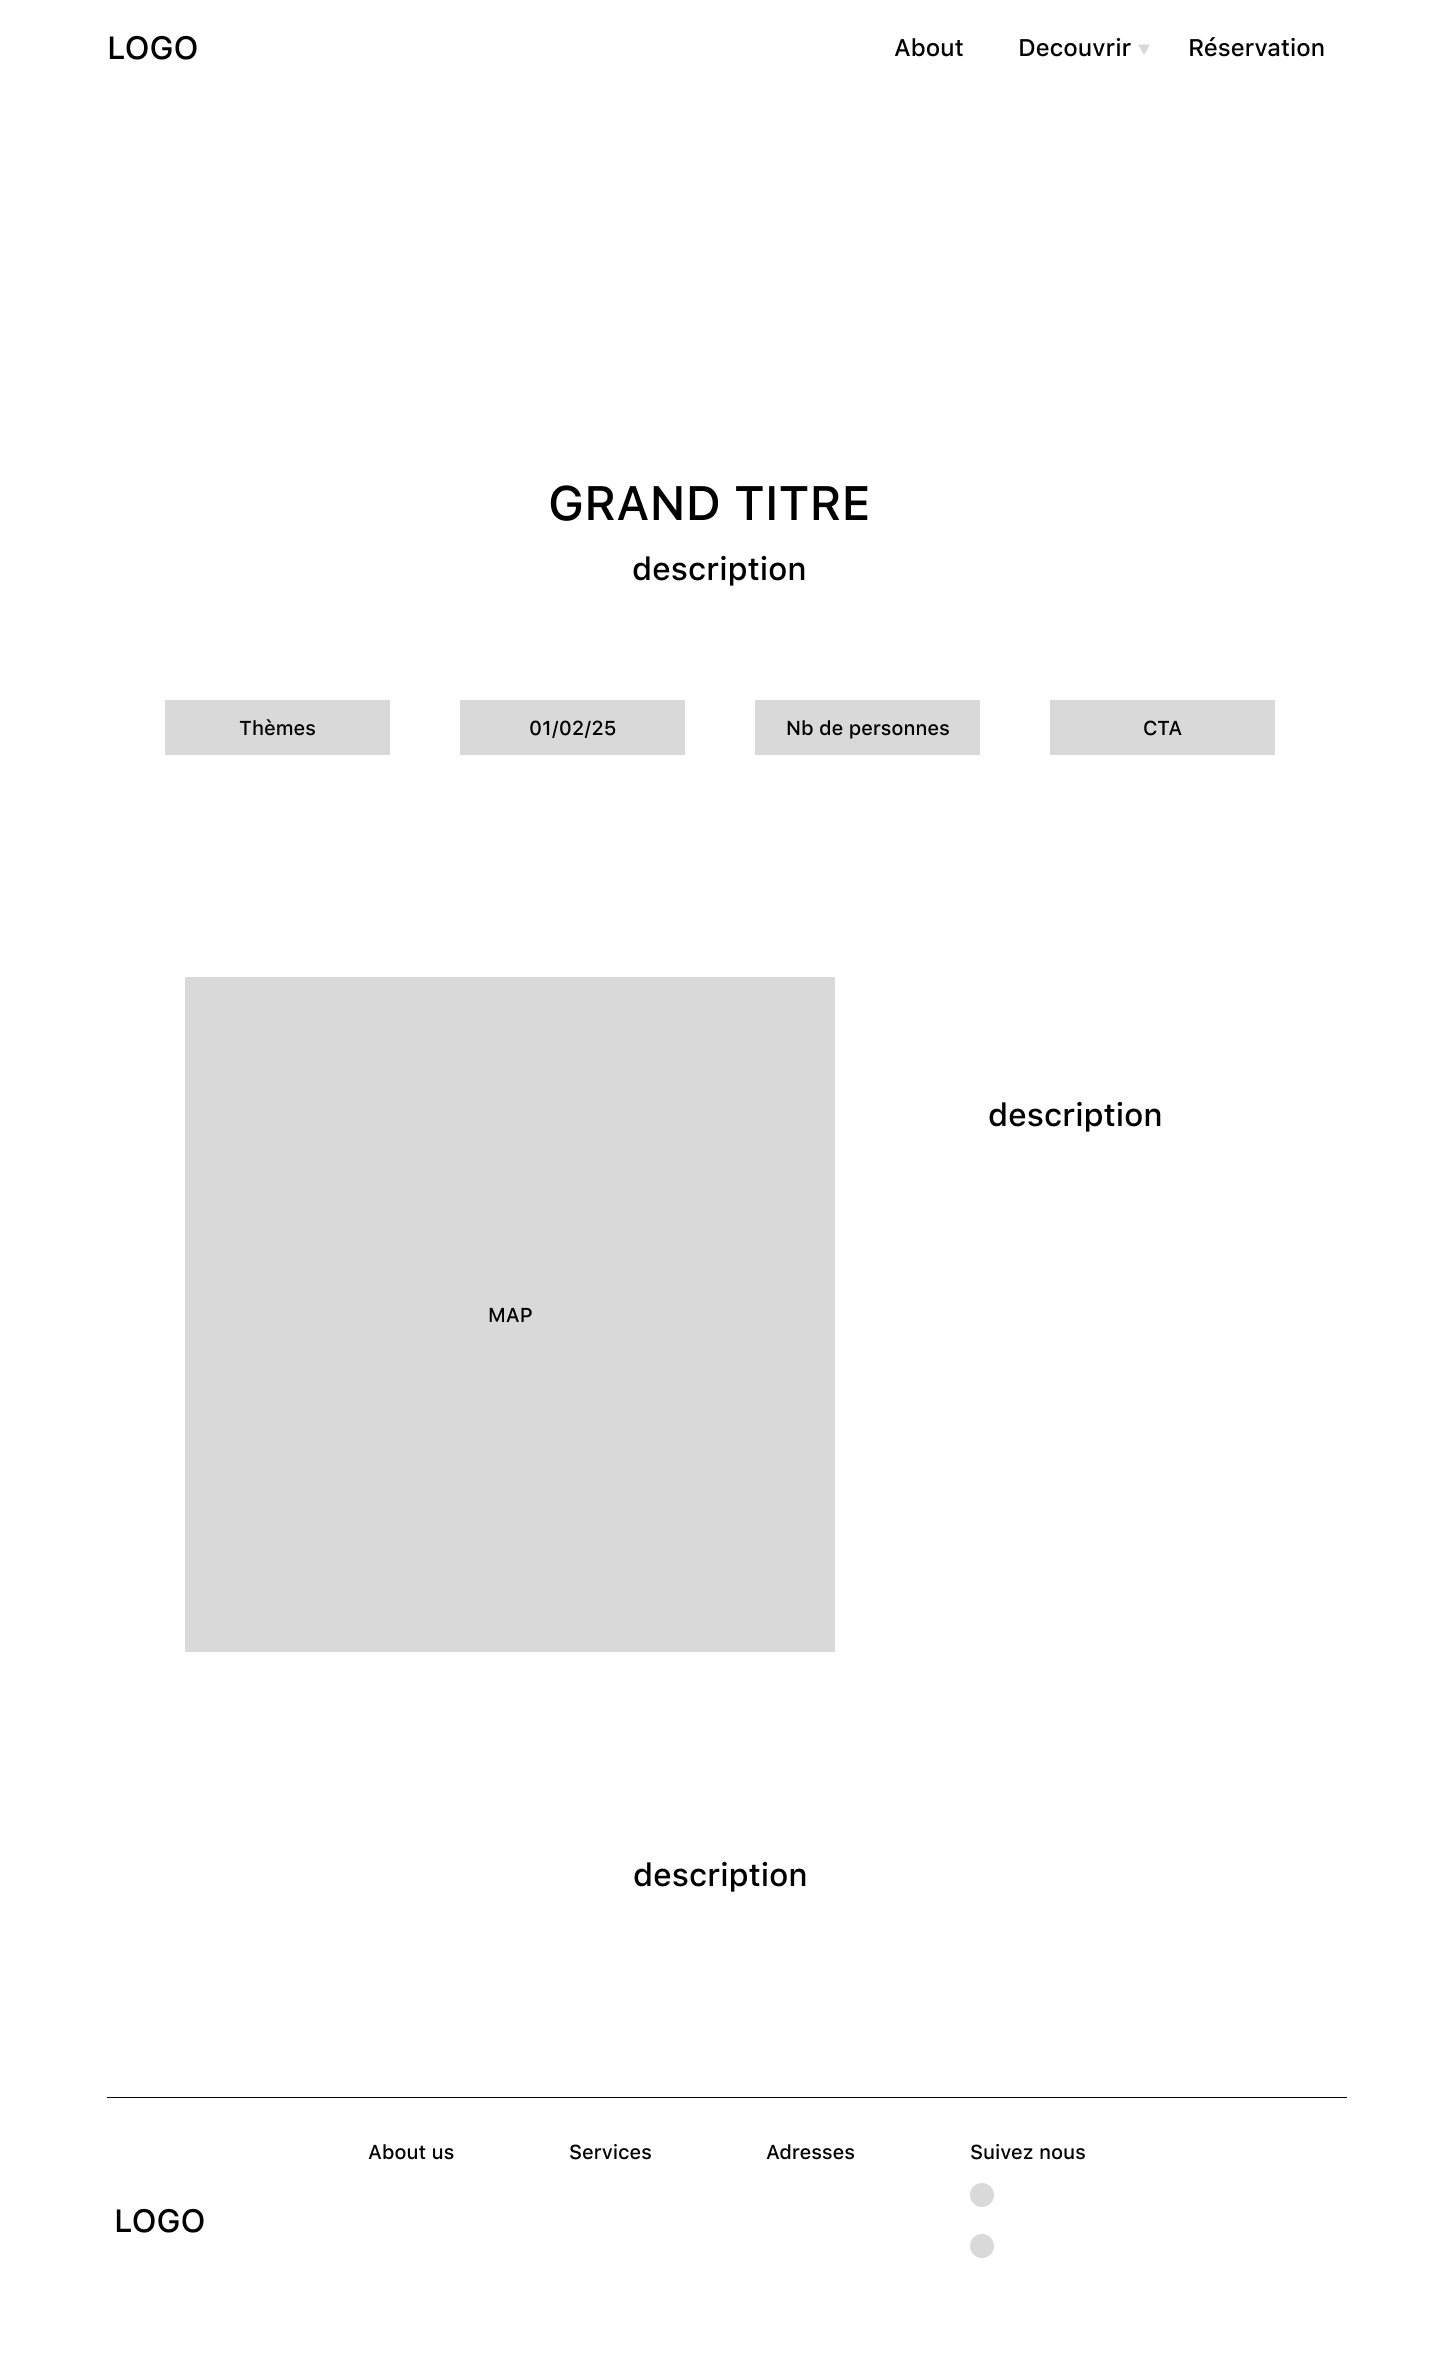 LOGO
About
Decouvrir
Réservation
GRAND TITRE
description
Thèmes
01/02/25
Nb de personnes
CTA
description
MAP
description
About us
Services
Adresses
Suivez nous
LOGO